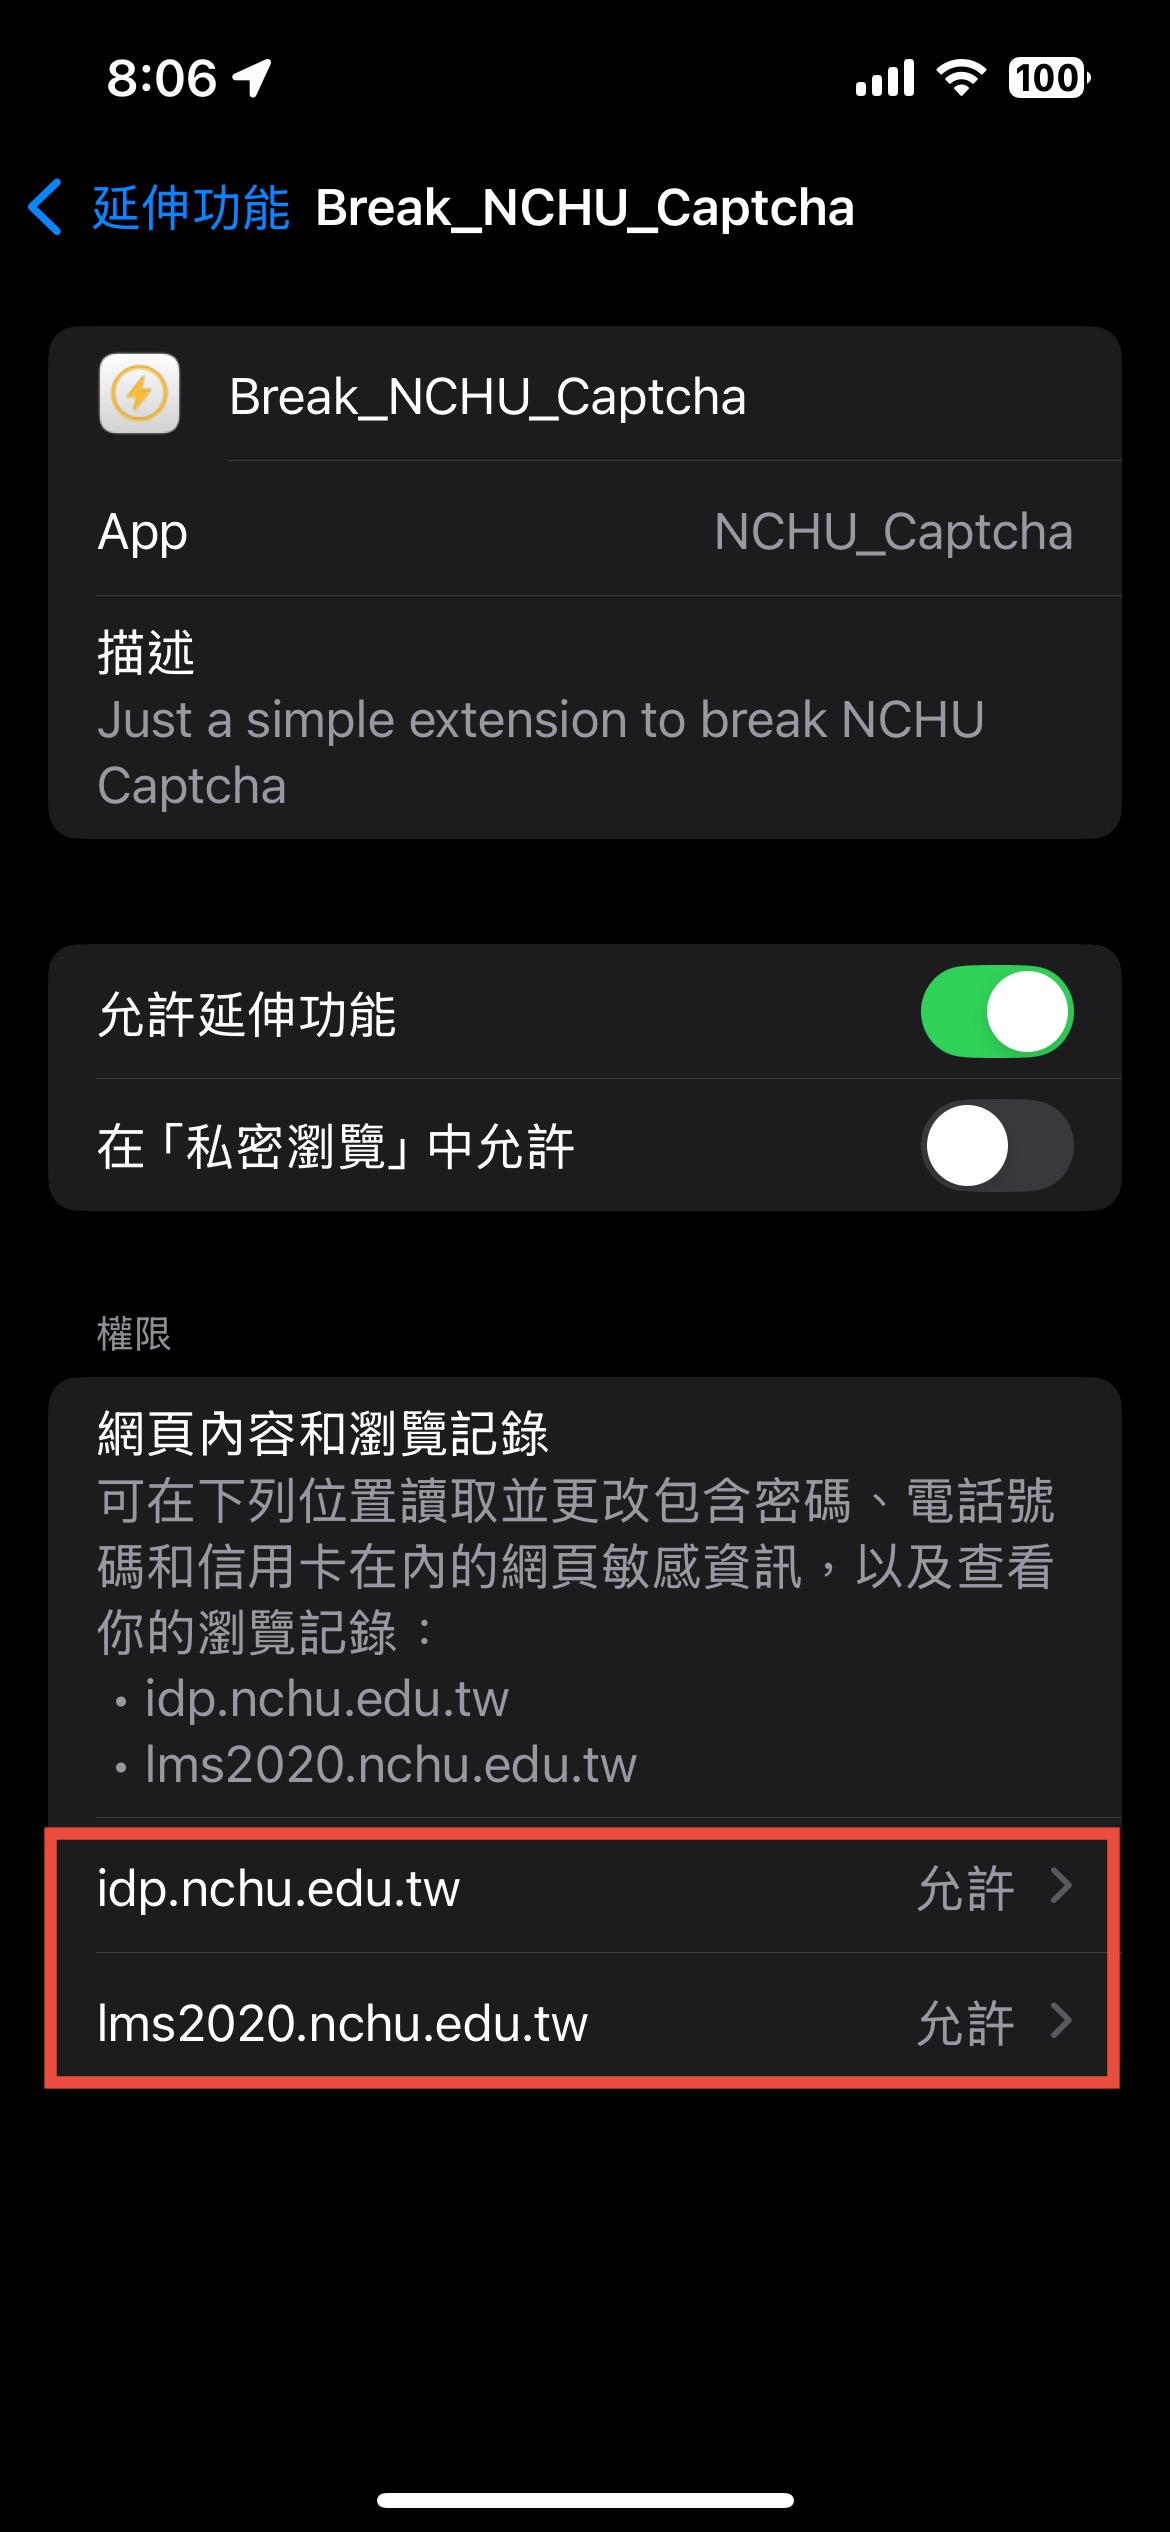 8:06
100
延伸功能 Break_NCHU_Captcha
Break_NCHU_Captcha
App NCHU_Captcha
描述
Just a simple extension to break NCHU
Captcha
允許延伸功能
在「私密瀏覽」中允許
權限
網頁內容和瀏覽記錄
可在下列位置讀取並更改包含密碼、電話號
碼和信用卡在內的網頁敏感資訊，以及查看
你的瀏覽記錄：
• idp.nchu.edu.tw
• lms2020.nchu.edu.tw
idp.nchu.edu.tw 允許
lms2020.nchu.edu.tw 允許